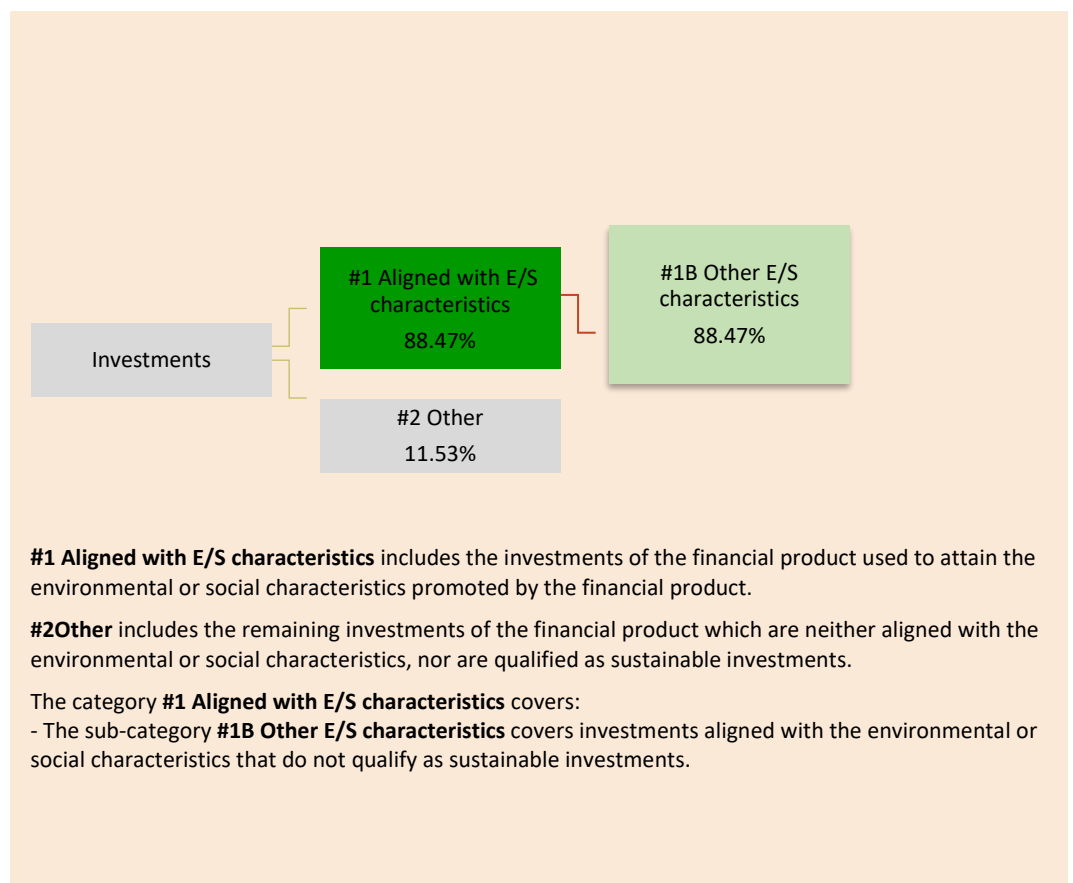 #1 Aligned with E/S
characteristics
88.47%
#1B Other E/S
characteristics
88.47%
Investments
#2 Other
11.53%
#1 Aligned with E/S characteristics includes the investments of the financial product used to attain the
environmental or social characteristics promoted by the financial product.
#2Other includes the remaining investments of the financial product which are neither aligned with the
environmental or social characteristics, nor are qualified as sustainable investments.
The category #1 Aligned with E/S characteristics covers:
- The sub-category #1B Other E/S characteristics covers investments aligned with the environmental or
social characteristics that do not qualify as sustainable investments.